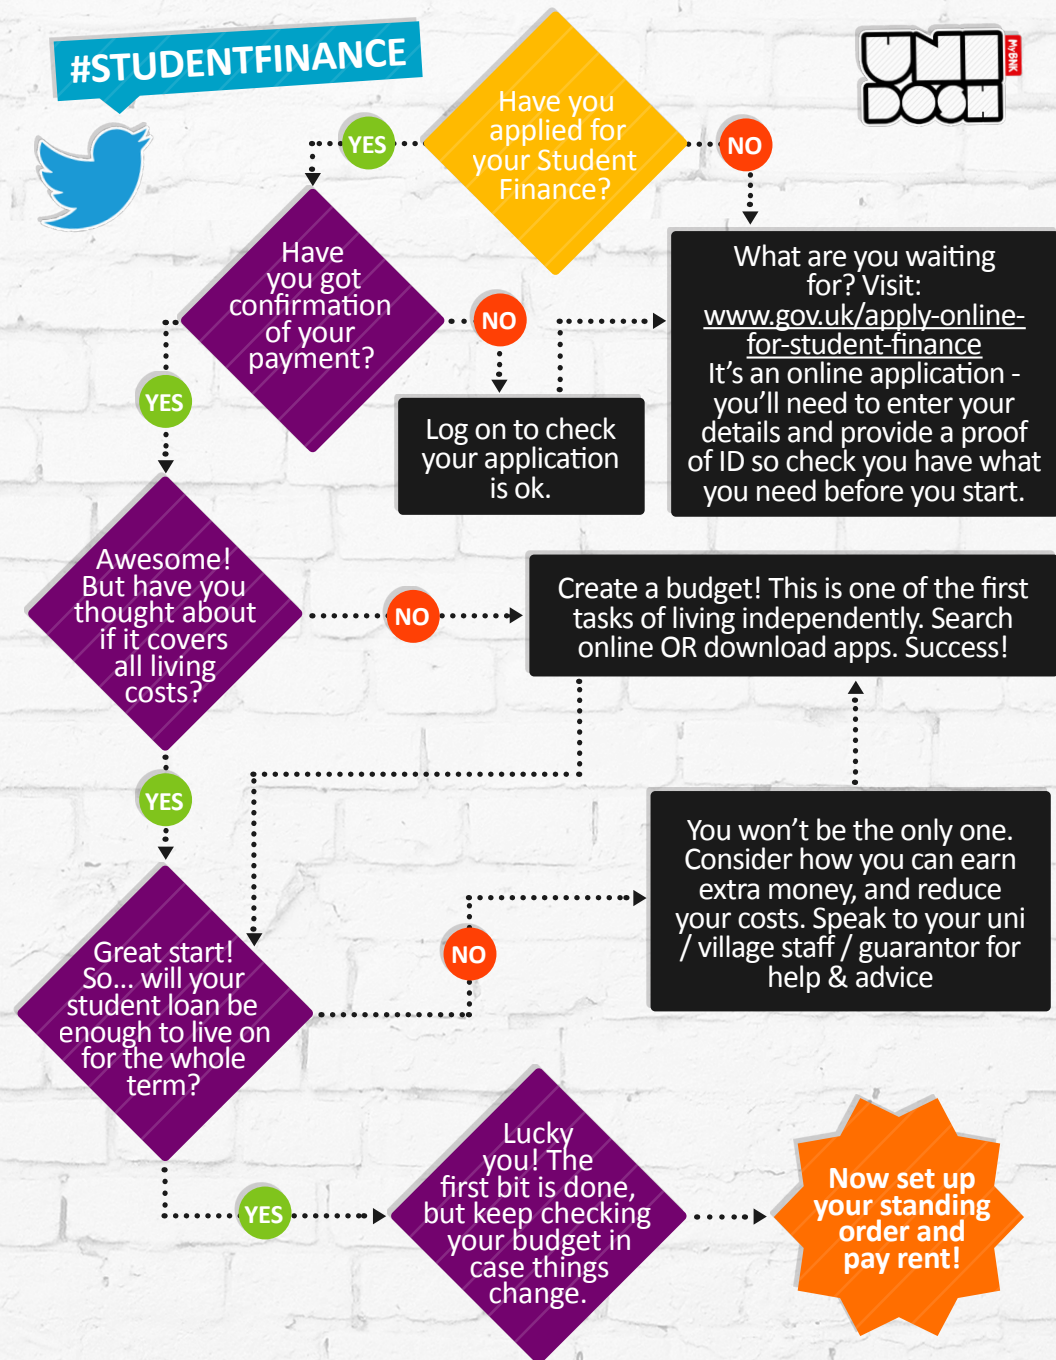 #STUDENTFINANCE
UNI
DOSH
MyBNK
Have you
applied for
your Student
Finance?
YES
NO
Have
you got
confirmation
of your
payment?
NO
What are you waiting
for? Visit:
www.gov.uk/apply-online-
for-student-finance
It’s an online application -
you’ll need to enter your
details and provide a proof
of ID so check you have what
you need before you start.
YES
Log on to check
your application
is ok.
Awesome!
But have you
thought about
if it covers
all living
costs?
NO
Create a budget! This is one of the first
tasks of living independently. Search
online OR download apps. Success!
YES
You won’t be the only one.
Consider how you can earn
extra money, and reduce
your costs. Speak to your uni
/ village staff / guarantor for
help & advice
Great start!
So... will your
student loan be
enough to live on
for the whole
term?
NO
YES
Lucky
you! The
first bit is done,
but keep checking
your budget in
case things
change.
Now set up
your standing
order and
pay rent!